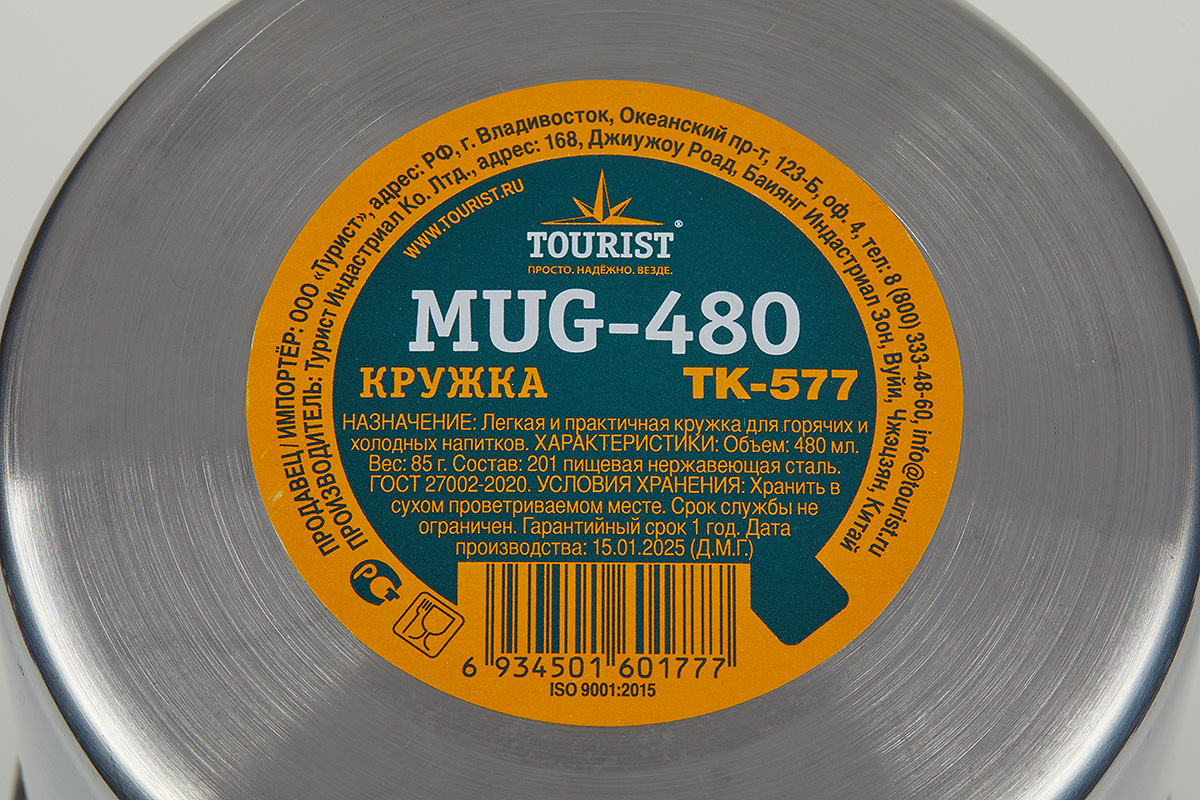 ПРОДАВЕЦ/ИМПОРТЁР: ООО «Турист», адрес: РФ, г. Владивосток, Океанский пр-т, 123-Б, оф. 4, тел: 8 (800) 333-48-60, info@tourist.ru
ПРОИЗВОДИТЕЛЬ: Турист Индастриал Ко. Лтд., адрес: 168, Джиужоу Роад, Баиянг Индастриал Зон, Вуйи, Чжэцзян, Китай
WWW.TOURIST.RU
TOURIST®
ПРОСТО. НАДЁЖНО. ВЕЗДЕ.
MUG-480
КРУЖКА ТК-577
НАЗНАЧЕНИЕ: Легкая и практичная кружка для горячих и
холодных напитков. ХАРАКТЕРИСТИКИ: Объем: 480 мл.
Вес: 85 г. Состав: 201 пищевая нержавеющая сталь.
ГОСТ 27002-2020. УСЛОВИЯ ХРАНЕНИЯ: Хранить в
сухом проветриваемом месте. Срок службы не
ограничен. Гарантийный срок 1 год. Дата
производства: 15.01.2025 (Д.М.Г.)
6 934501 601777
ISO 9001:2015